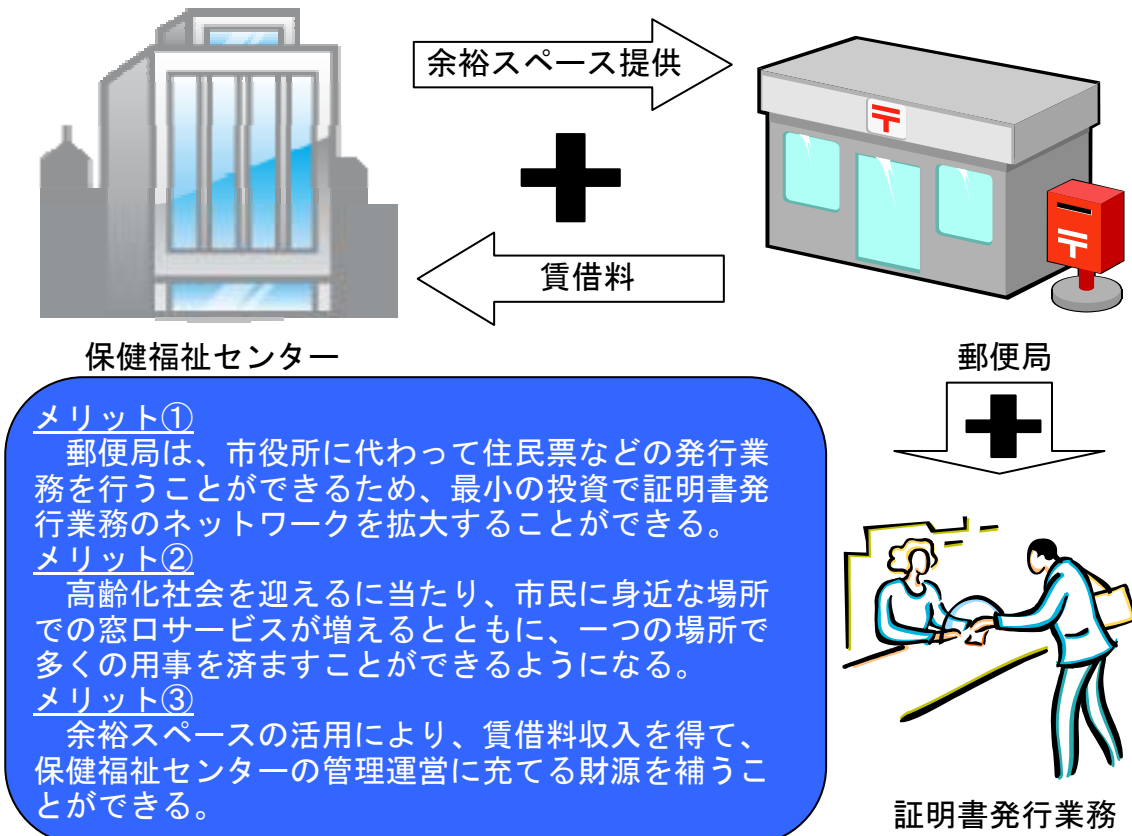 余裕スペース提供
賃借料
保健福祉センター
郵便局
メリット①
　郵便局は、市役所に代わって住民票などの発行業
務を行うことができるため、最小の投資で証明書発
行業務のネットワークを拡大することができる。
メリット②
　高齢化社会を迎えるに当たり、市民に身近な場所
での窓口サービスが増えるとともに、一つの場所で
多くの用事を済ますことができるようになる。
メリット③
　余裕スペースの活用により、賃借料収入を得て、
保健福祉センターの管理運営に充てる財源を補うこ
とができる。
証明書発行業務